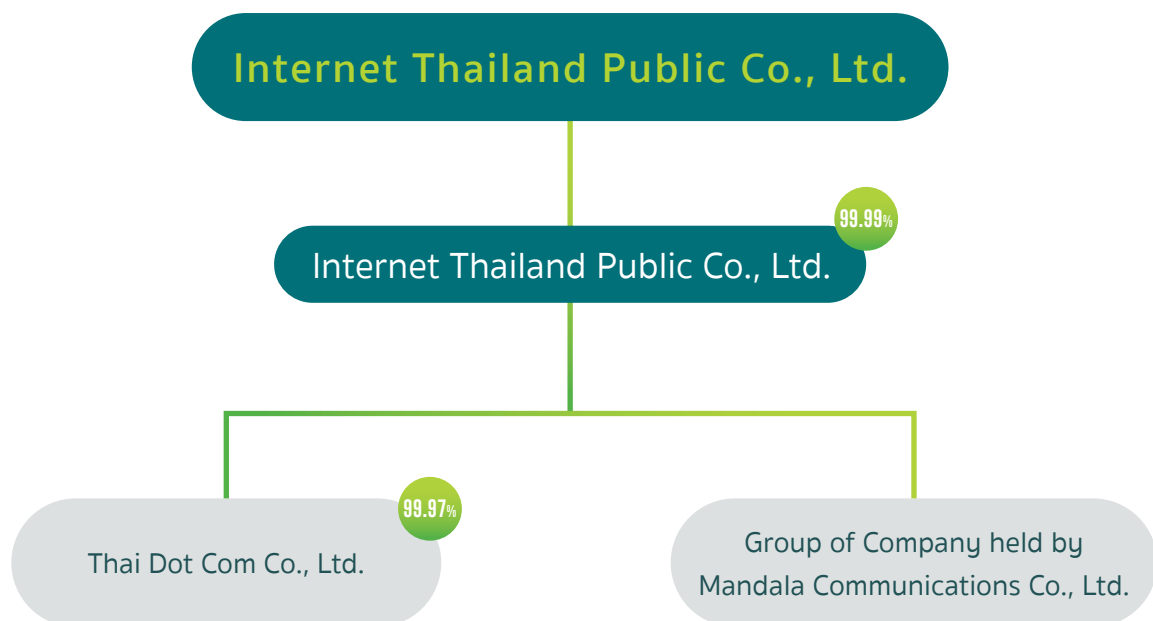 Internet Thailand Public Co., Ltd.
99.99%
Internet Thailand Public Co., Ltd.
99.97%
Thai Dot Com Co., Ltd.
Group of Company held by
Mandala Communications Co., Ltd.